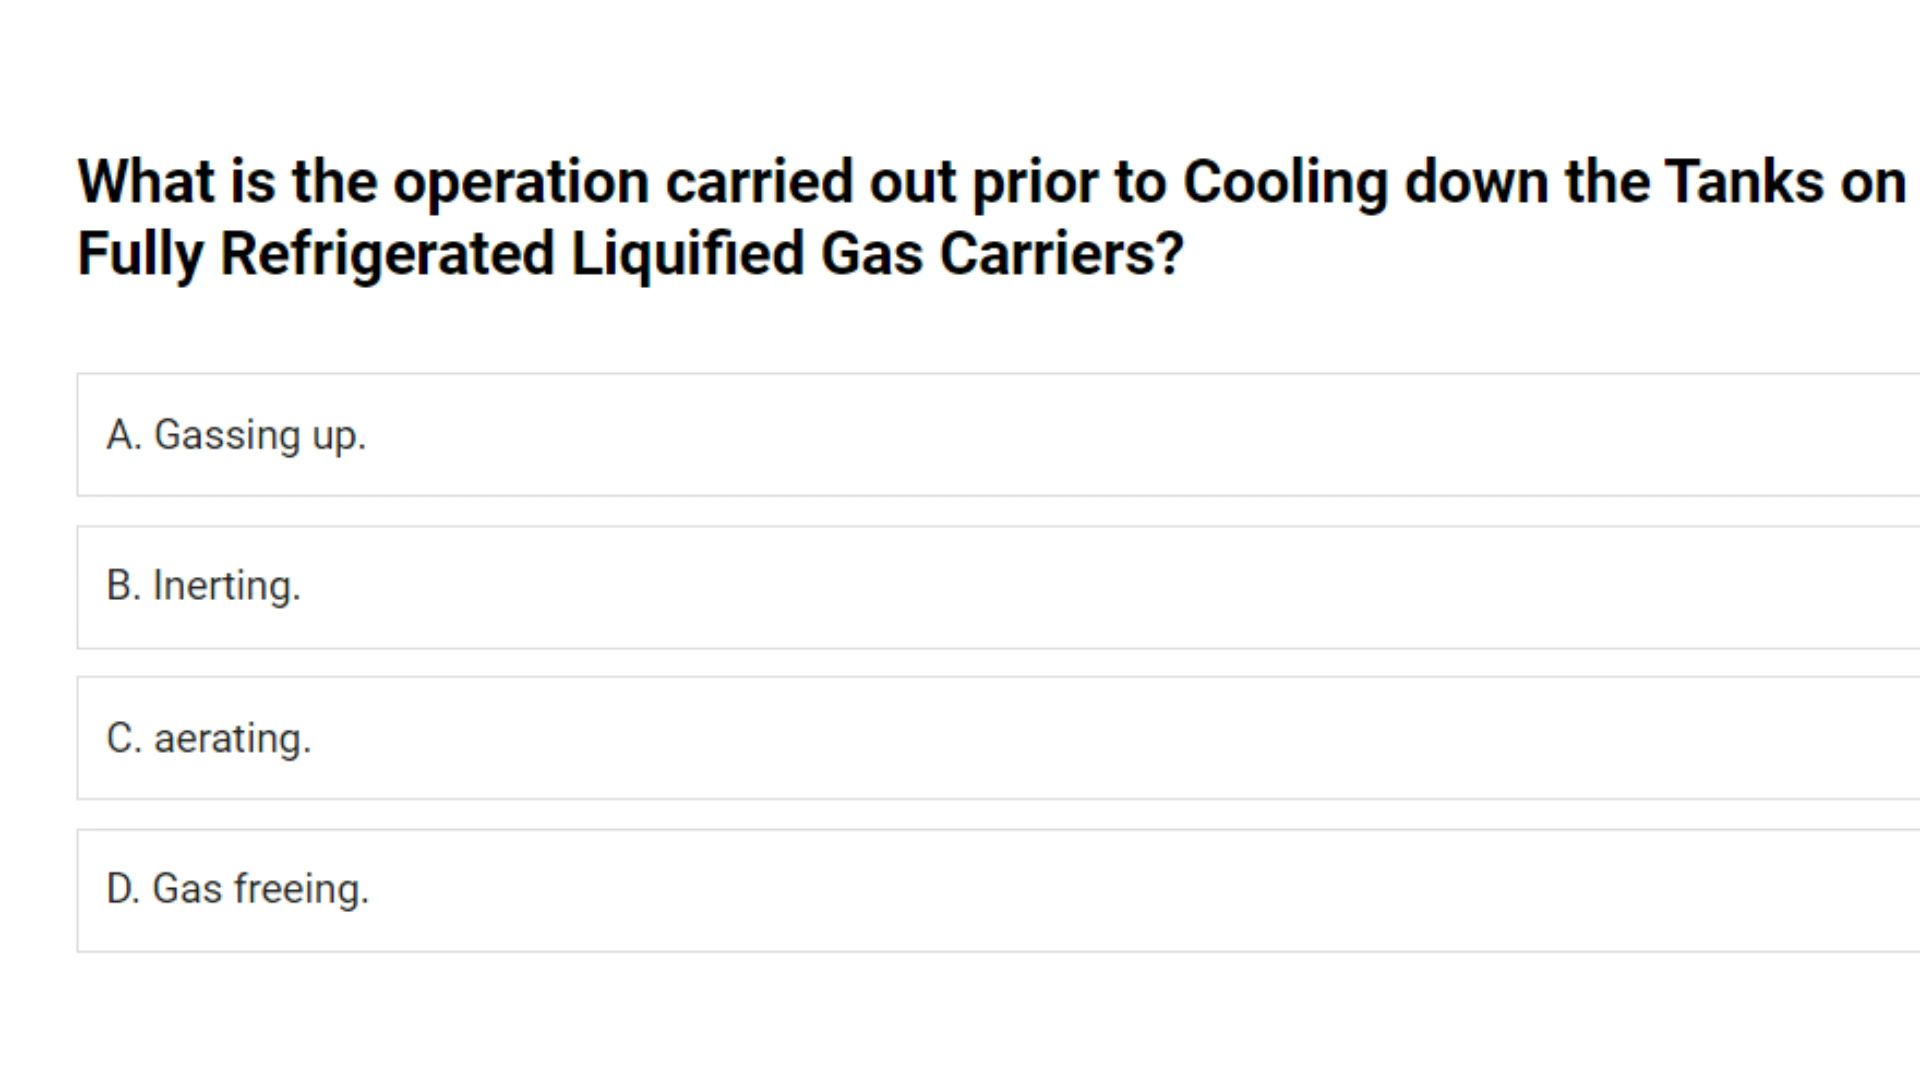 What is the operation carried out prior to Cooling down the Tanks on
Fully Refrigerated Liquified Gas Carriers?
A. Gassing up.
B. Inerting.
C. aerating.
D. Gas freeing.